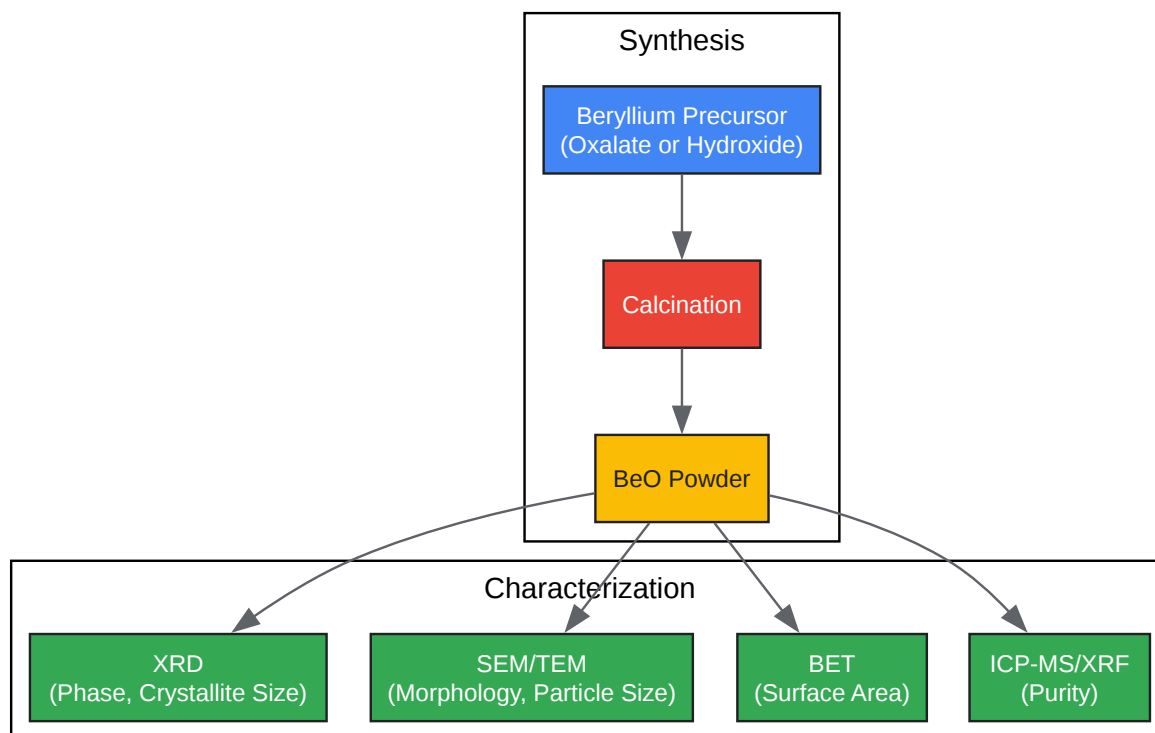 Synthesis
Beryllium Precursor
(Oxalate or Hydroxide)
Calcination
BeO Powder
Characterization
XRD
(Phase, Crystallite Size)
SEM/TEM
(Morphology, Particle Size)
BET
(Surface Area)
ICP-MS/XRF
(Purity)